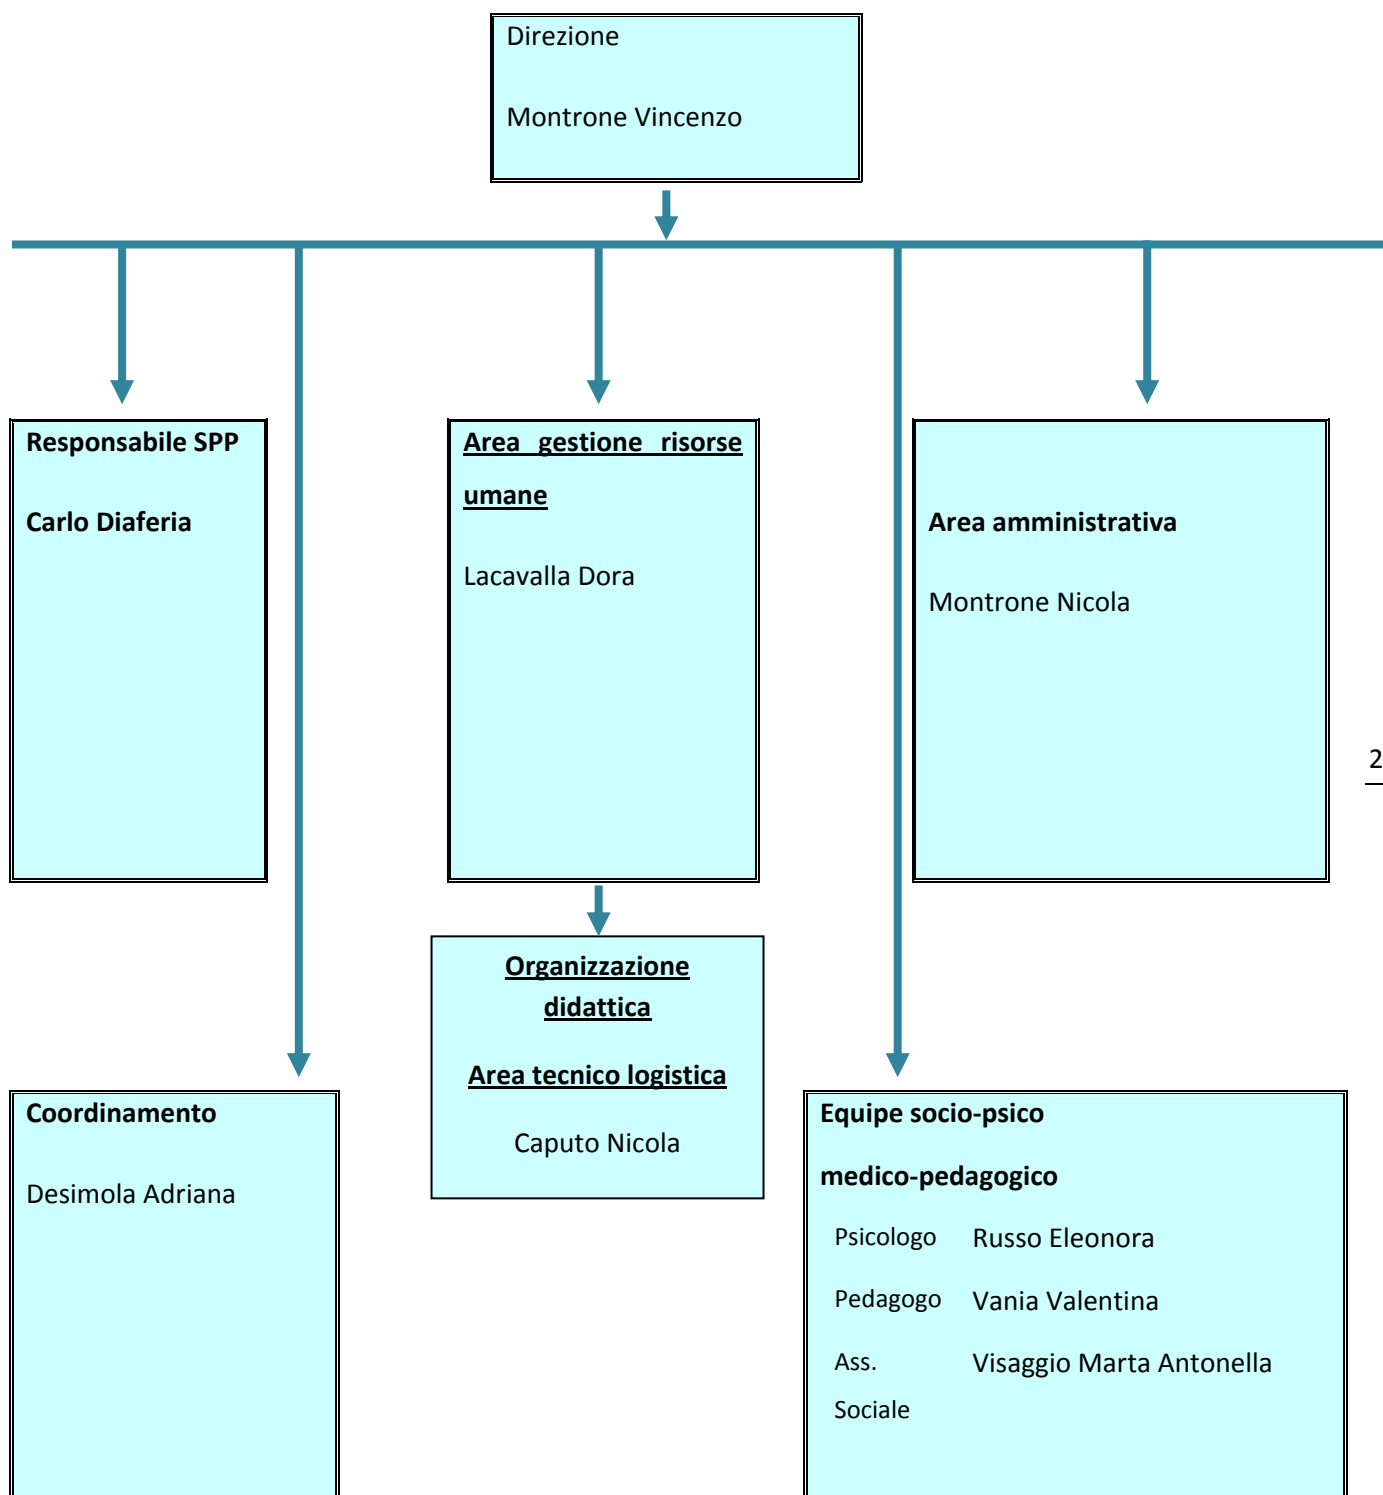 Direzione
Montrone Vincenzo
Responsabile SPP
Carlo Diaferia
Area gestione risorse
umane
Lacavalla Dora
Area amministrativa
Montrone Nicola
2
Organizzazione
didattica
Area tecnico logistica
Caputo Nicola
Coordinamento
Desimola Adriana
Equipe socio-psico
medico-pedagogico
Psicologo Russo Eleonora
Pedagogo Vania Valentina
Ass. Visaggio Marta Antonella
Sociale